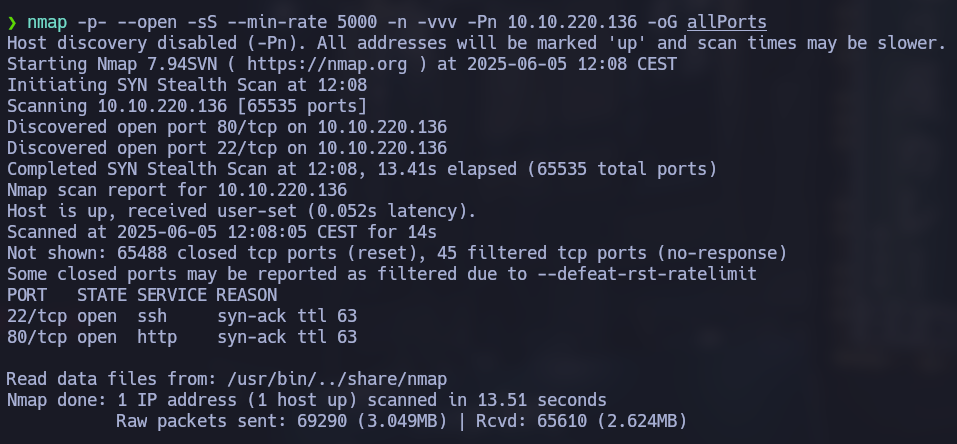 ❯ nmap -p- --open -sS --min-rate 5000 -n -vvv -Pn 10.10.220.136 -oG allPorts
Host discovery disabled (-Pn). All addresses will be marked 'up' and scan times may be slower.
Starting Nmap 7.94SVN ( https://nmap.org ) at 2025-06-05 12:08 CEST
Initiating SYN Stealth Scan at 12:08
Scanning 10.10.220.136 [65535 ports]
Discovered open port 80/tcp on 10.10.220.136
Discovered open port 22/tcp on 10.10.220.136
Completed SYN Stealth Scan at 12:08, 13.41s elapsed (65535 total ports)
Nmap scan report for 10.10.220.136
Host is up, received user-set (0.052s latency).
Scanned at 2025-06-05 12:08:05 CEST for 14s
Not shown: 65488 closed tcp ports (reset), 45 filtered tcp ports (no-response)
Some closed ports may be reported as filtered due to --defeat-rst-ratelimit
PORT   STATE SERVICE REASON
22/tcp open  ssh     syn-ack ttl 63
80/tcp open  http    syn-ack ttl 63
Read data files from: /usr/bin/../share/nmap
Nmap done: 1 IP address (1 host up) scanned in 13.51 seconds
Raw packets sent: 69290 (3.049MB) | Rcvd: 65610 (2.624MB)